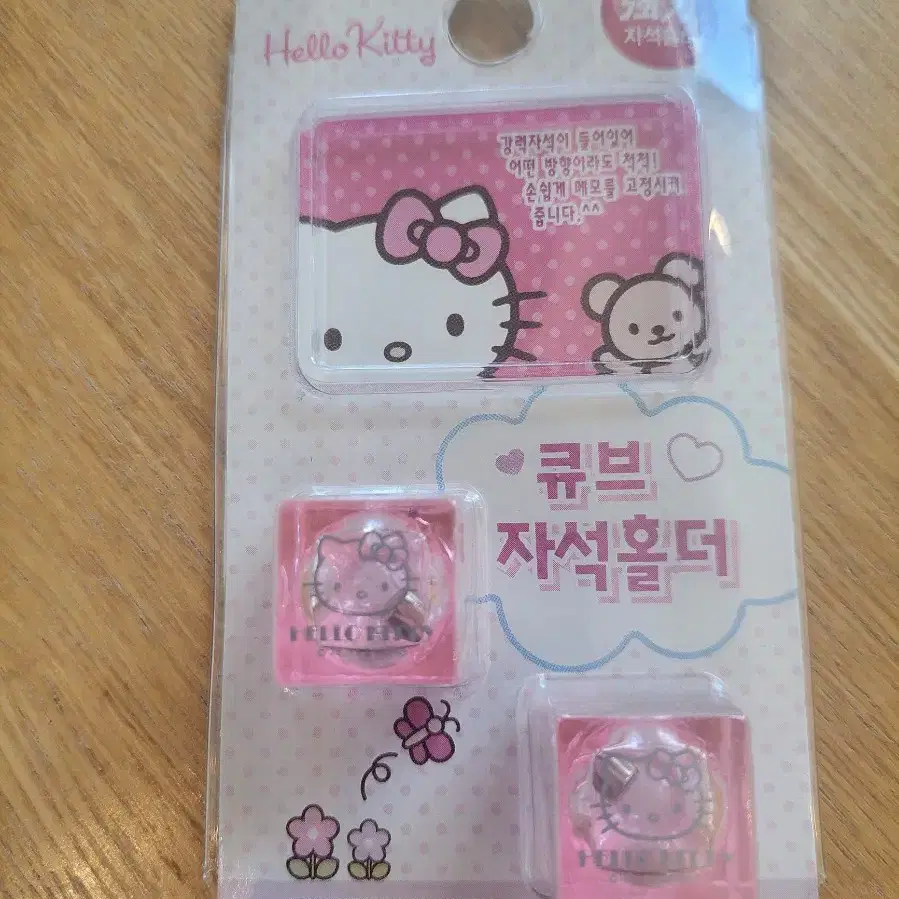 Hello Kitty
자석홀더
강력자석이 들어있어
어떤 방향이라도 척척!
손쉽게 메모를 고정시켜
줍니다.^^
큐브
자석홀더
HELLO KITTY
HELLO KITTY